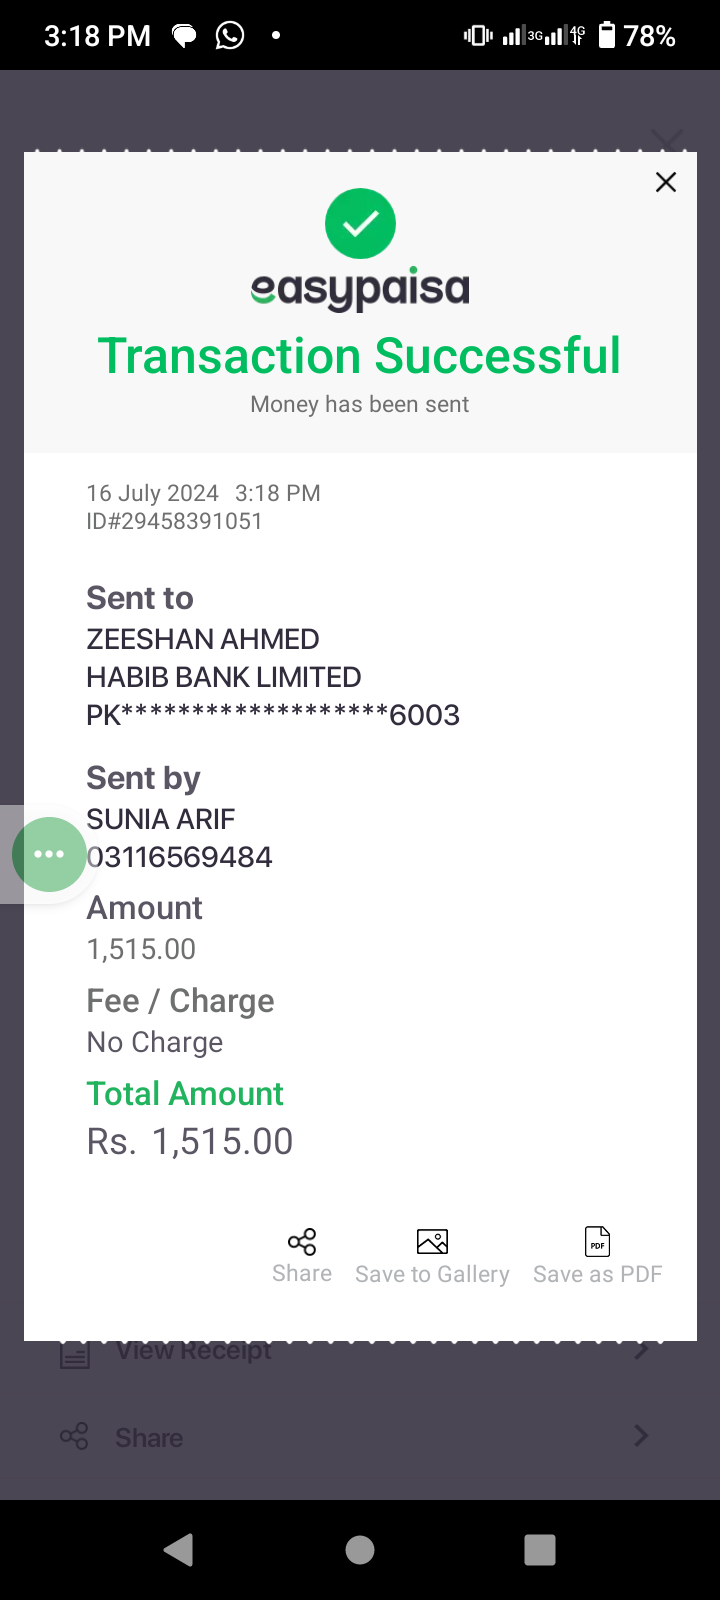 3:18 PM
3G
4G
78%
easypaisa
Transaction Successful
Money has been sent
16 July 2024 3:18 PM
ID#29458391051
Sent to
ZEESHAN AHMED
HABIB BANK LIMITED
PK*******************6003
Sent by
SUNIA ARIF
03116569484
Amount
1,515.00
Fee / Charge
No Charge
Total Amount
Rs. 1,515.00
PDF
Share Save to Gallery Save as PDF
View Receipt
Share